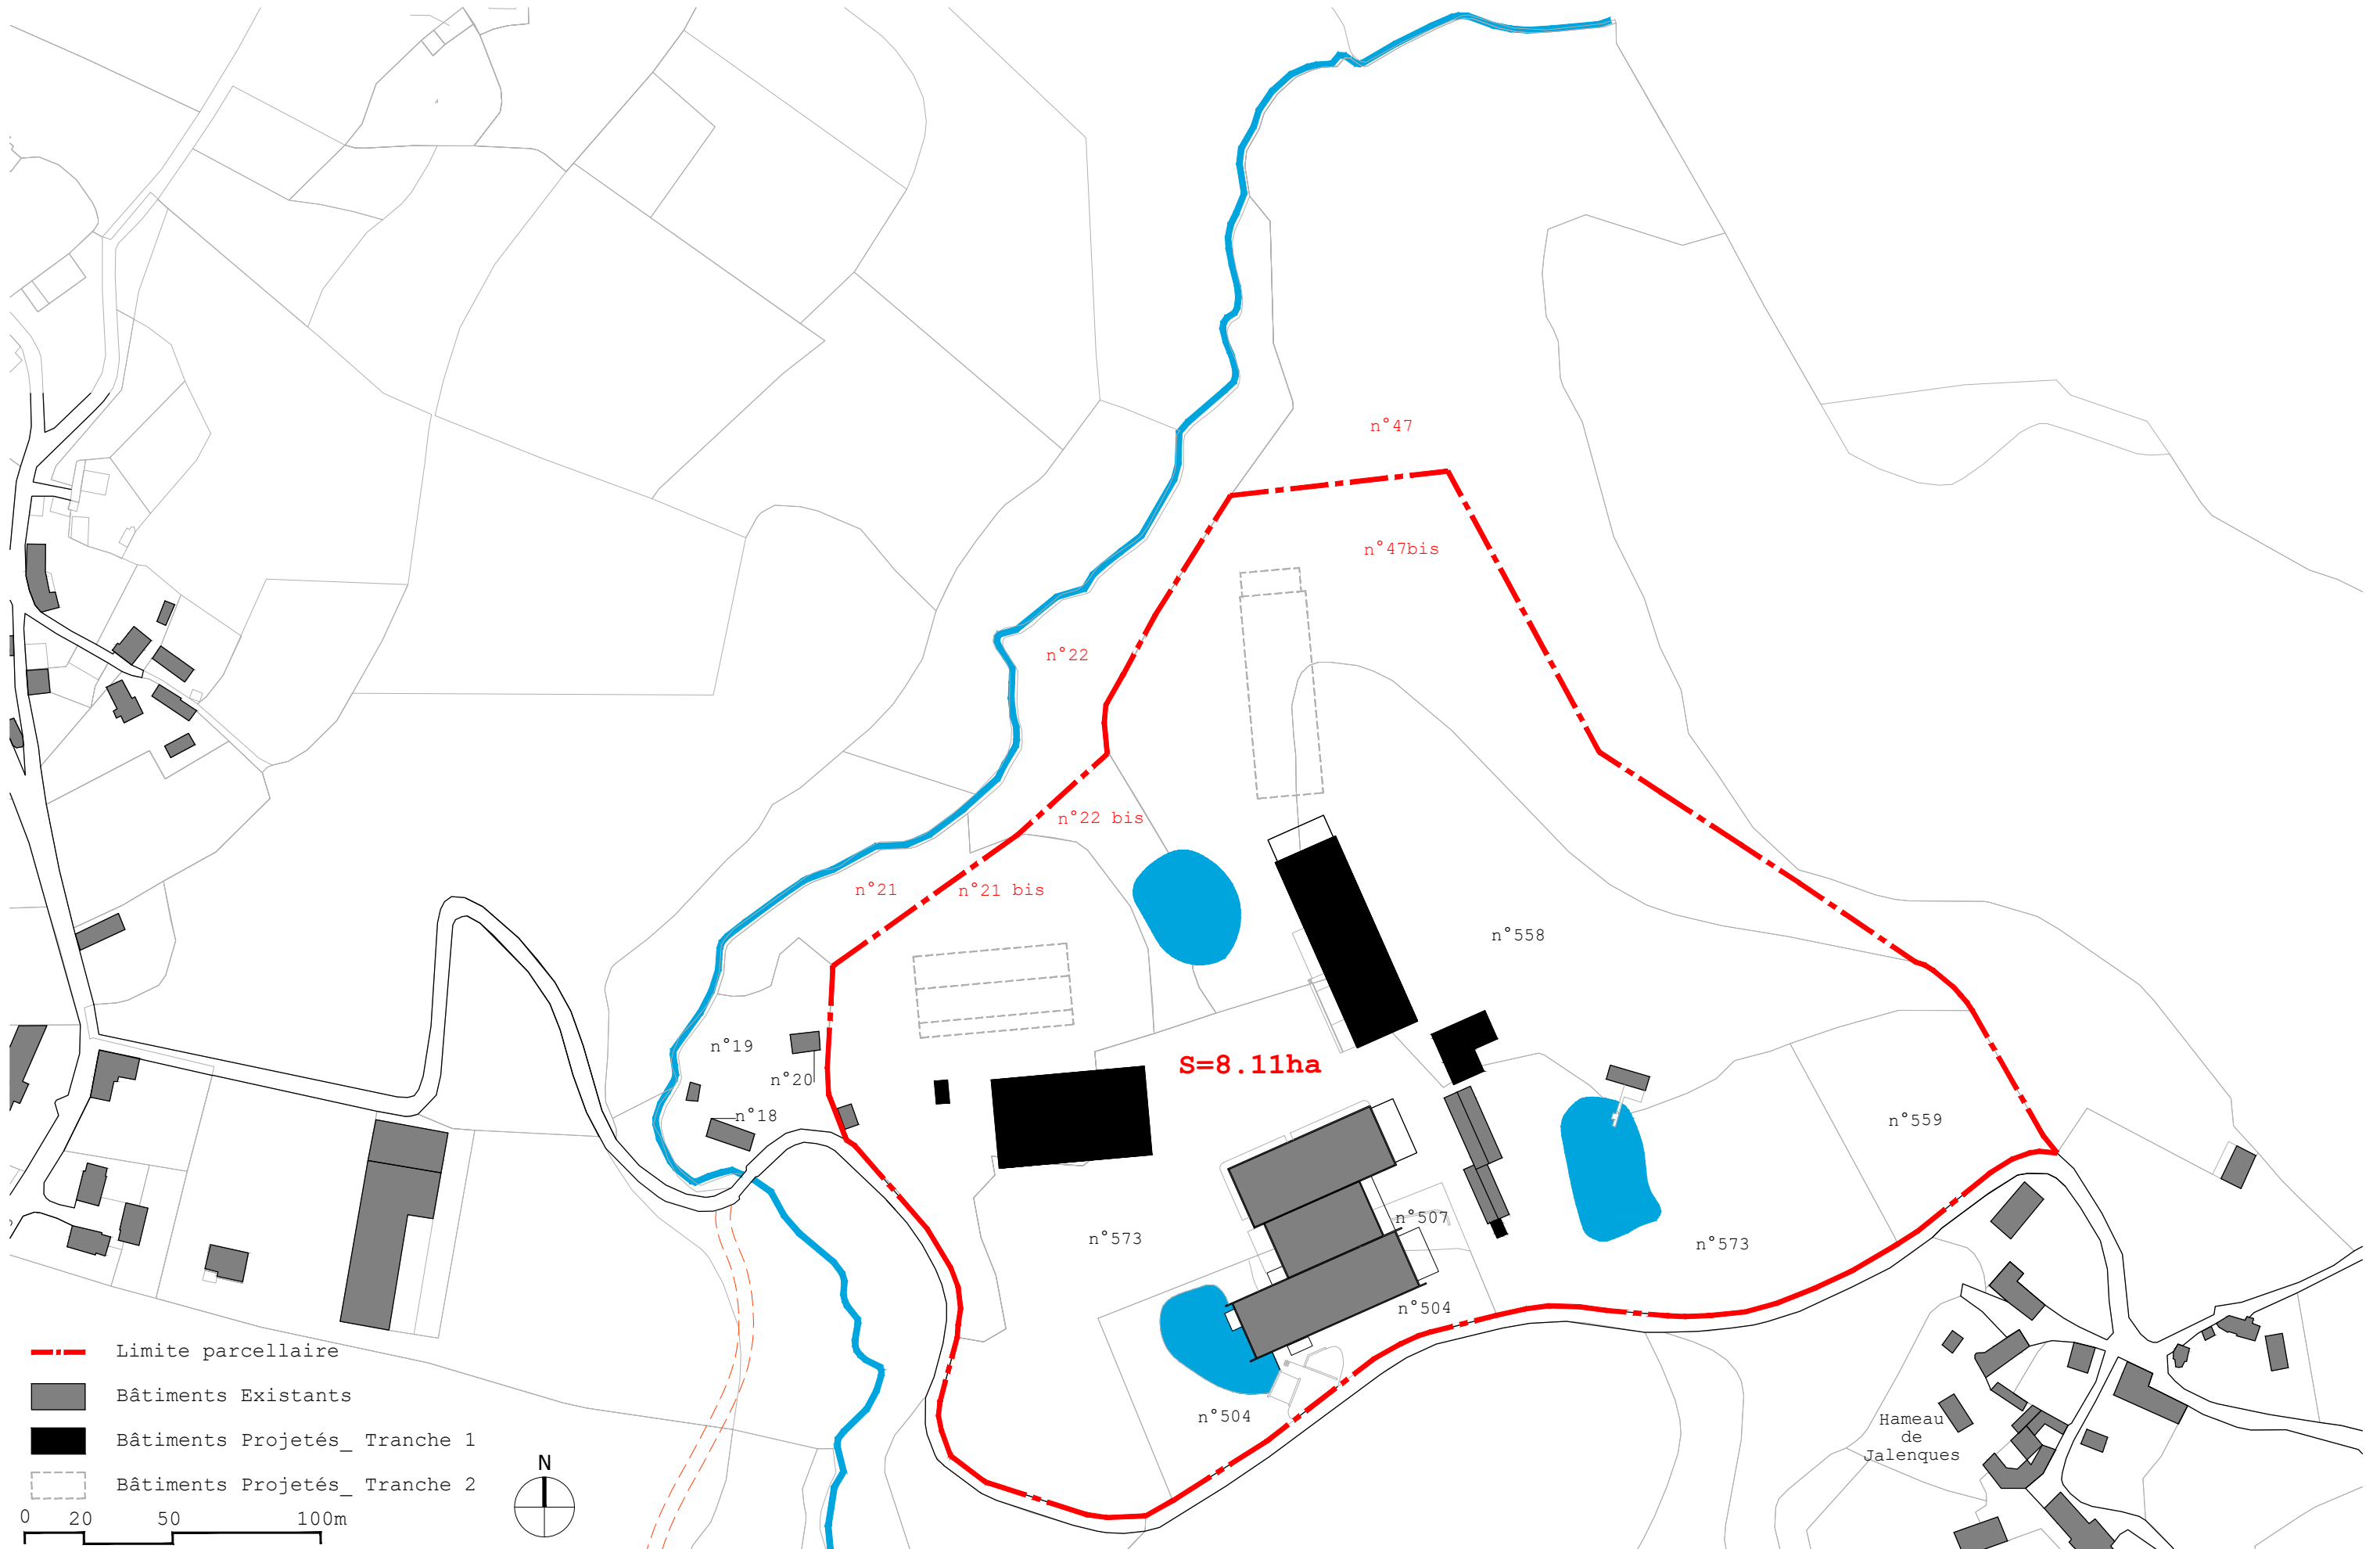 n°47
n°47bis
n°22
n°22 bis
n°21
n°21 bis
n°558
n°19
S=8.11ha
n°20
n°18
n°559
n°507
n°573
n°573
n°504
n°504
Limite parcellaire
Bâtiments Existants
Bâtiments Projetés_ Tranche 1
Bâtiments Projetés_ Tranche 2
0 20 50 100m
N
Hameau
de
Jalenques